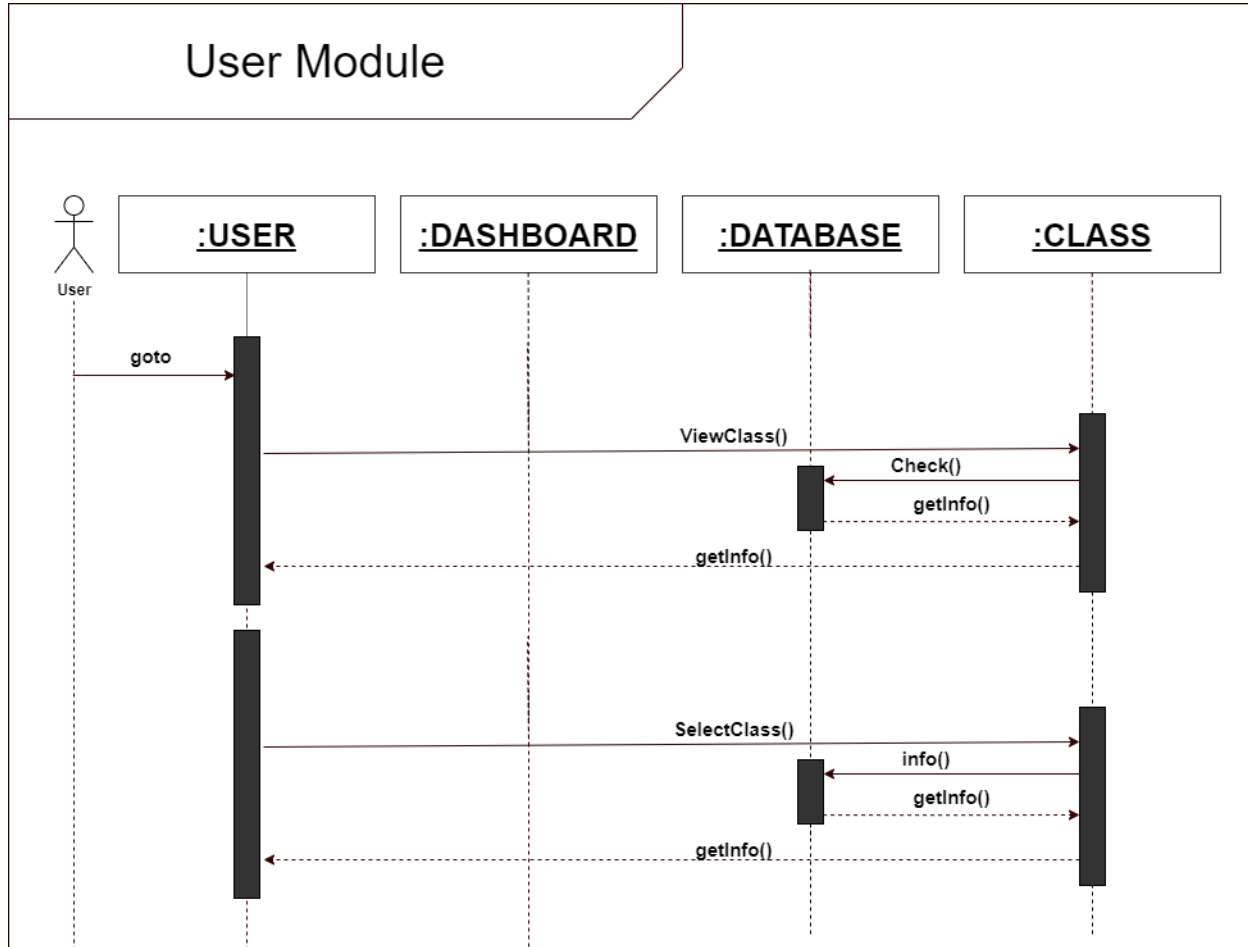 User Module
:USER
:DASHBOARD
:DATABASE
:CLASS
User
goto
ViewClass()
Check()
getInfo()
getInfo()
SelectClass()
info()
getInfo()
getInfo()